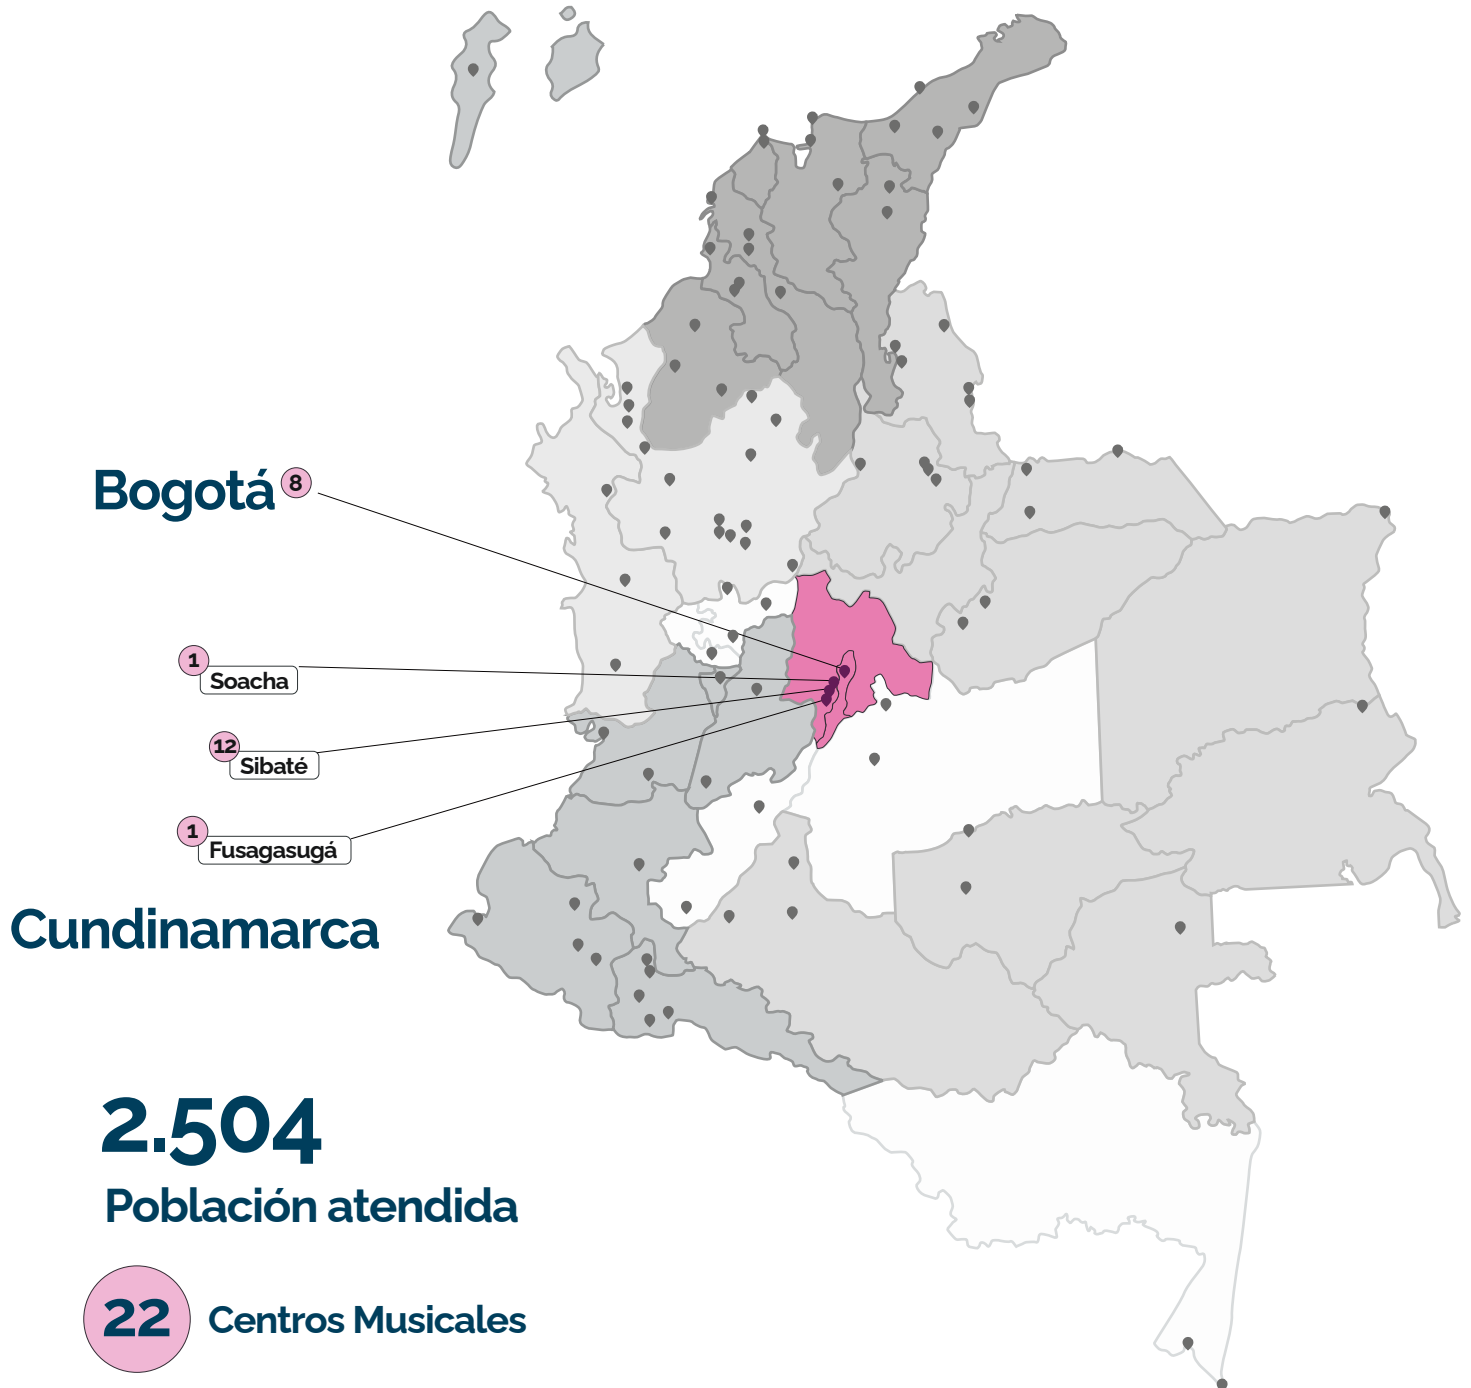 Bogotá 8
1
Soacha
12
Sibaté
1
Fusagasugá
Cundinamarca
2.504
Población atendida
22 Centros Musicales